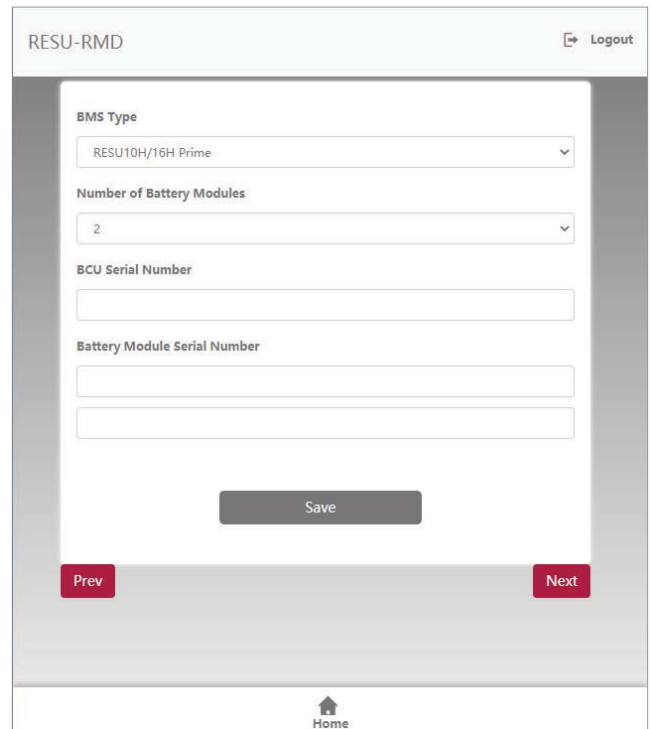 RESU-RMD
Logout
BMS Type
RESU10H/16H Prime
Number of Battery Modules
2
BCU Serial Number
Battery Module Serial Number
Save
Prev
Next
Home